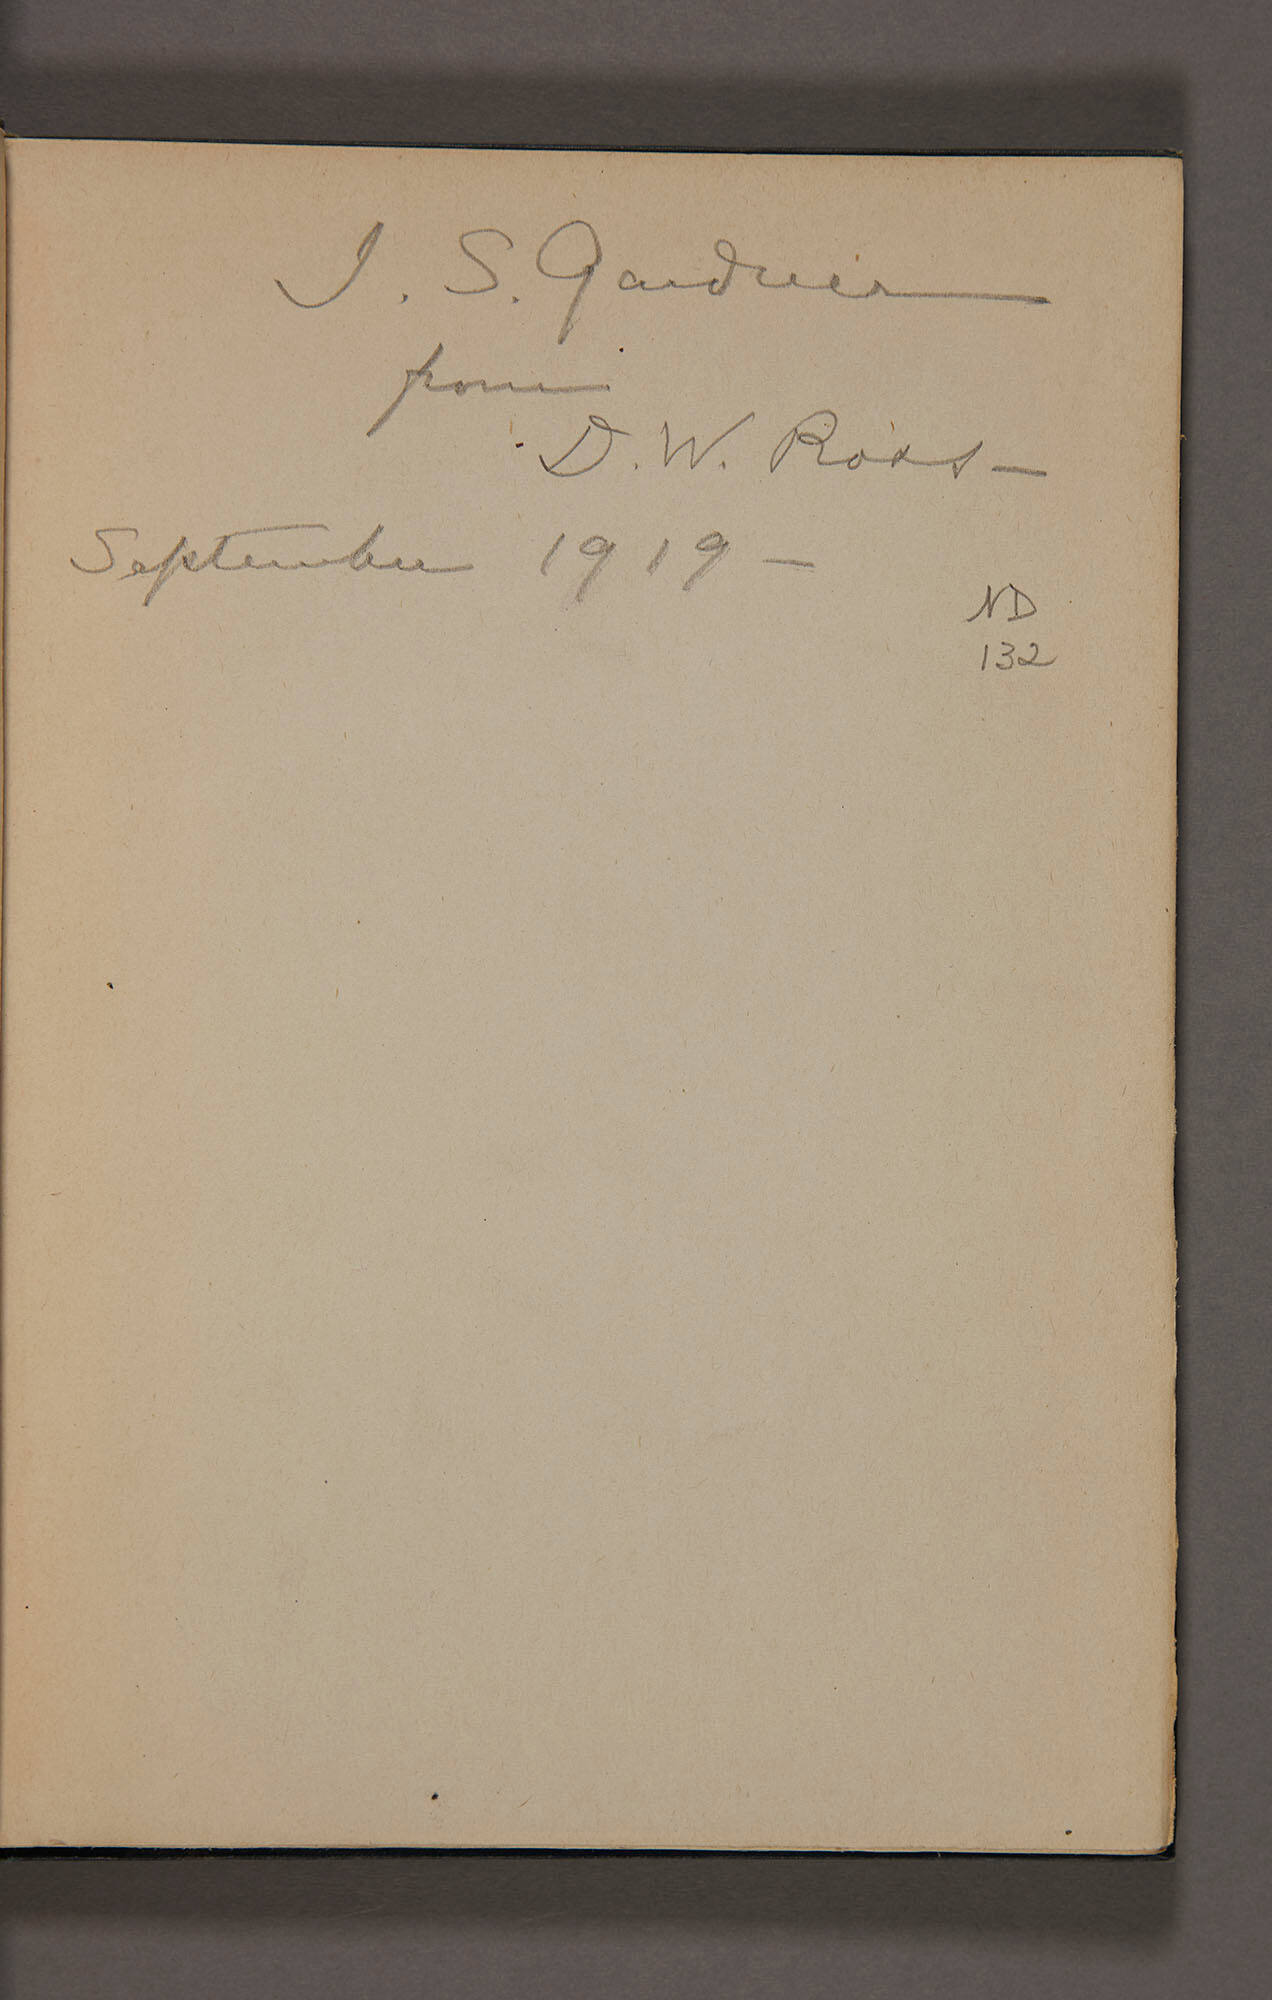 I. S. Gardner
from
D. W. Ross –
September 1919 –
ND
132